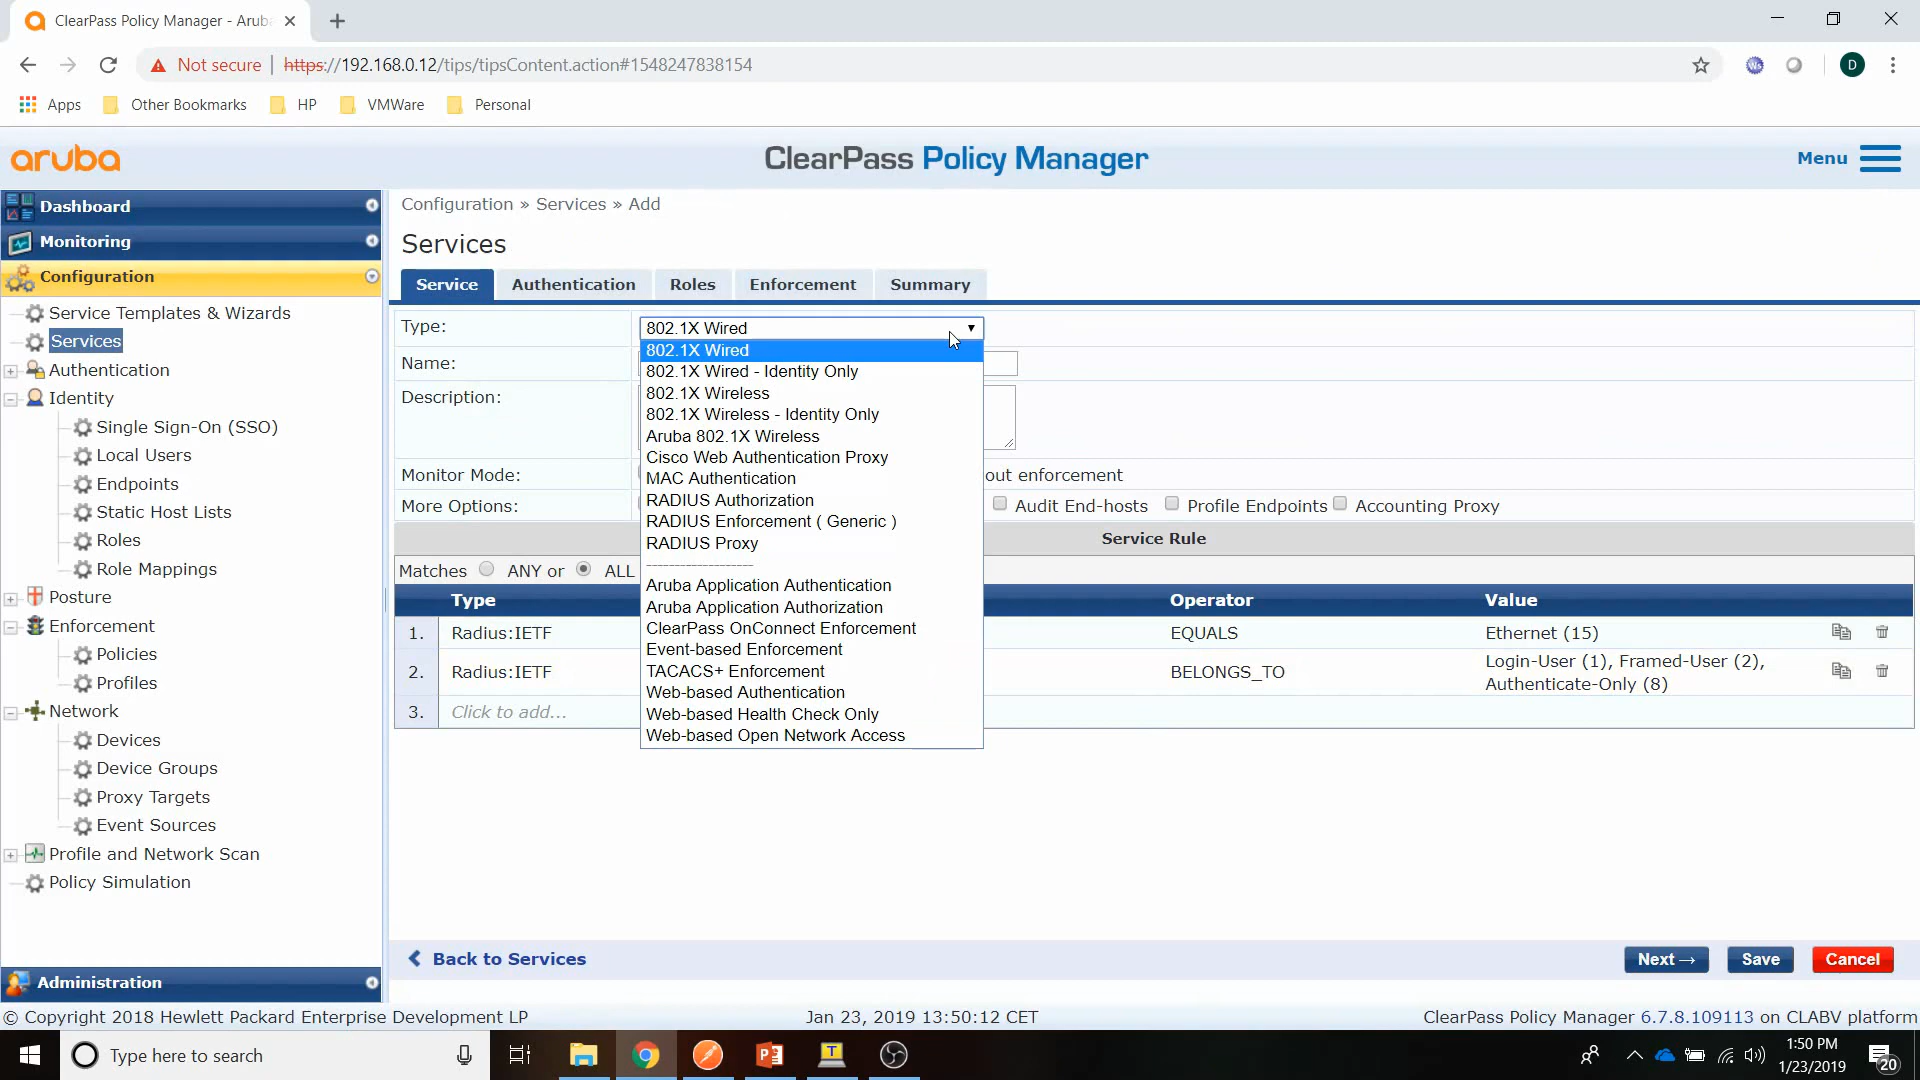 ClearPass Policy Manager - Aruba
Not secure | https://192.168.0.12/tips/tipsContent.action#1548247838154
D
Apps Other Bookmarks HP VMWare Personal
aruba
ClearPass Policy Manager
Menu
Dashboard
Monitoring
Configuration
Service Templates & Wizards
Services
Authentication
Identity
Single Sign-On (SSO)
Local Users
Endpoints
Static Host Lists
Roles
Role Mappings
Posture
Enforcement
Policies
Profiles
Network
Devices
Device Groups
Proxy Targets
Event Sources
Profile and Network Scan
Policy Simulation
Administration
Configuration » Services » Add
Services
Service Authentication Roles Enforcement Summary
Type: 802.1X Wired
Name:
Description:
Monitor Mode: out enforcement
More Options: Audit End-hosts Profile Endpoints Accounting Proxy
802.1X Wired
802.1X Wired - Identity Only
802.1X Wireless
802.1X Wireless - Identity Only
Aruba 802.1X Wireless
Cisco Web Authentication Proxy
MAC Authentication
RADIUS Authorization
RADIUS Enforcement ( Generic )
RADIUS Proxy
--------------------
Aruba Application Authentication
Aruba Application Authorization
ClearPass OnConnect Enforcement
Event-based Enforcement
TACACS+ Enforcement
Web-based Authentication
Web-based Health Check Only
Web-based Open Network Access
Service Rule
Matches ANY or ALL
Type Operator Value
1. Radius:IETF EQUALS Ethernet (15)
2. Radius:IETF BELONGS_TO Login-User (1), Framed-User (2),
Authenticate-Only (8)
3. Click to add...
Back to Services
Next → Save Cancel
© Copyright 2018 Hewlett Packard Enterprise Development LP Jan 23, 2019 13:50:12 CET ClearPass Policy Manager 6.7.8.109113 on CLABV platform
Type here to search
1:50 PM
1/23/2019
20